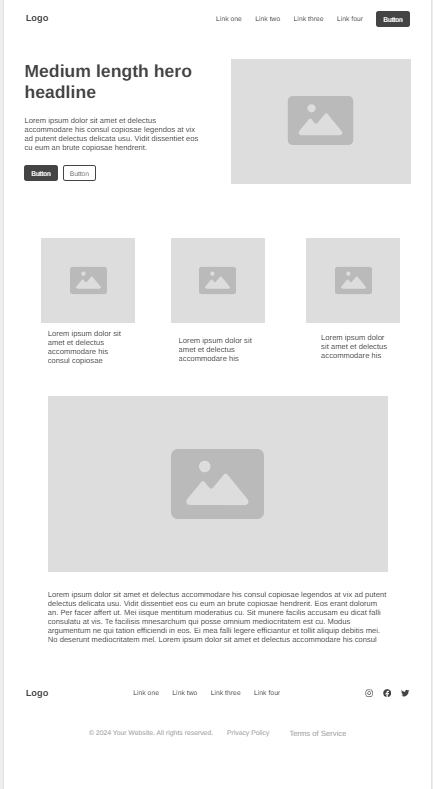 Logo Link one Link two Link three Link four Button
Medium length hero
headline
Lorem ipsum dolor sit amet et delectus
accommodare his consul copiosae legendos at vix
ad putent delectus delicata usu. Vidit dissentiet eos
cu eum an brute copiosae hendrerit.
Button Button
Lorem ipsum dolor sit
amet et delectus
accommodare his
consul copiosae
Lorem ipsum dolor sit
amet et delectus
accommodare his
Lorem ipsum dolor
sit amet et delectus
accommodare his
Lorem ipsum dolor sit amet et delectus accommodare his consul copiosae legendos at vix ad putent
delectus delicata usu. Vidit dissentiet eos cu eum an brute copiosae hendrerit. Eos erant dolorum
an. Per facer affert ut. Mei iisque mentitum moderatius cu. Sit munere facilis accusam eu dicat falli
consulatu at vis. Te facilisis mnesarchum qui posse omnium mediocritatem est cu. Modus
argumentum ne qui tation efficiendi in eos. Ei mea falli legere efficiantur et tollit aliquip debitis mei.
No deserunt mediocritatem mel. Lorem ipsum dolor sit amet et delectus accommodare his consul
Logo Link one Link two Link three Link four
© 2024 Your Website. All rights reserved. Privacy Policy Terms of Service